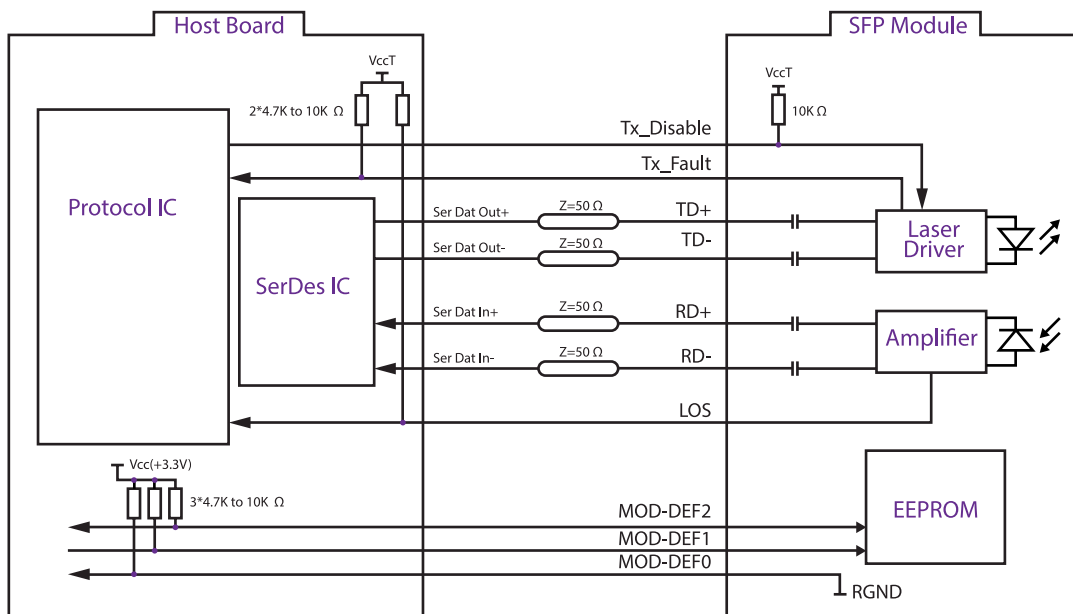 Host Board
SFP Module
VccT
VccT
2*4.7K to 10K Ω
10K Ω
Tx_Disable
Tx_Fault
Protocol IC
Ser Dat Out+
Z=50 Ω
TD+
Ser Dat Out-
Z=50 Ω
TD-
Laser
Driver
SerDes IC
Ser Dat In+
Z=50 Ω
RD+
Ser Dat In-
Z=50 Ω
RD-
Amplifier
LOS
Vcc(+3.3V)
3*4.7K to 10K Ω
MOD-DEF2
MOD-DEF1
MOD-DEF0
EEPROM
RGND